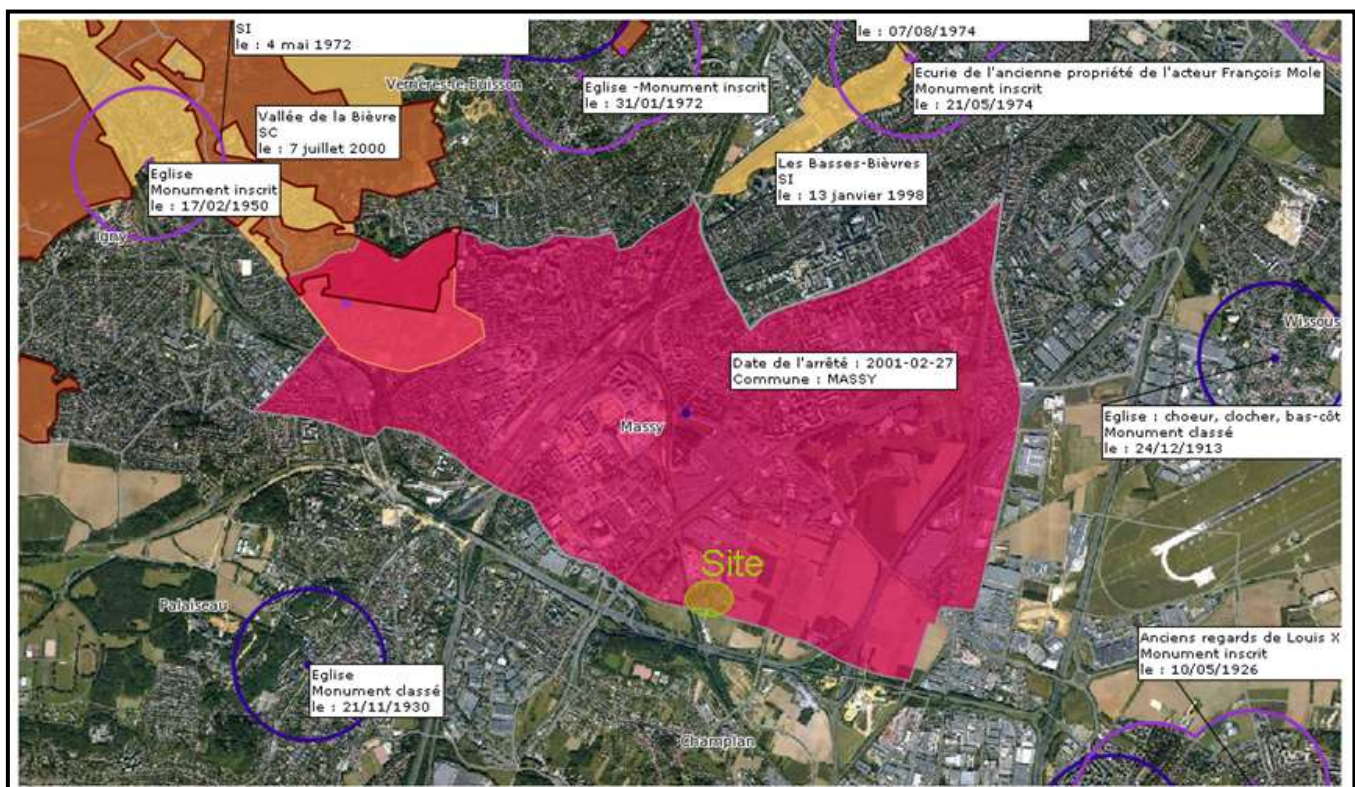 SI
le : 4 mai 1972
le : 07/08/1974
Verrières-le-Buisson
Eglise -Monument inscrit
le : 31/01/1972
Ecurie de l'ancienne propriété de l'acteur François Mole
Monument inscrit
le : 21/05/1974
Vallée de la Bièvre
SC
le : 7 juillet 2000
Les Basses-Bièvres
SI
le : 13 janvier 1998
Eglise
Monument inscrit
le : 17/02/1950
Igny
Wissous
Date de l'arrêté : 2001-02-27
Commune : MASSY
Massy
Eglise : choeur, clocher, bas-côt
Monument classé
le : 24/12/1913
Site
Palaiseau
Anciens regards de Louis X
Monument inscrit
le : 10/05/1926
Eglise
Monument classé
le : 21/11/1930
Champlan